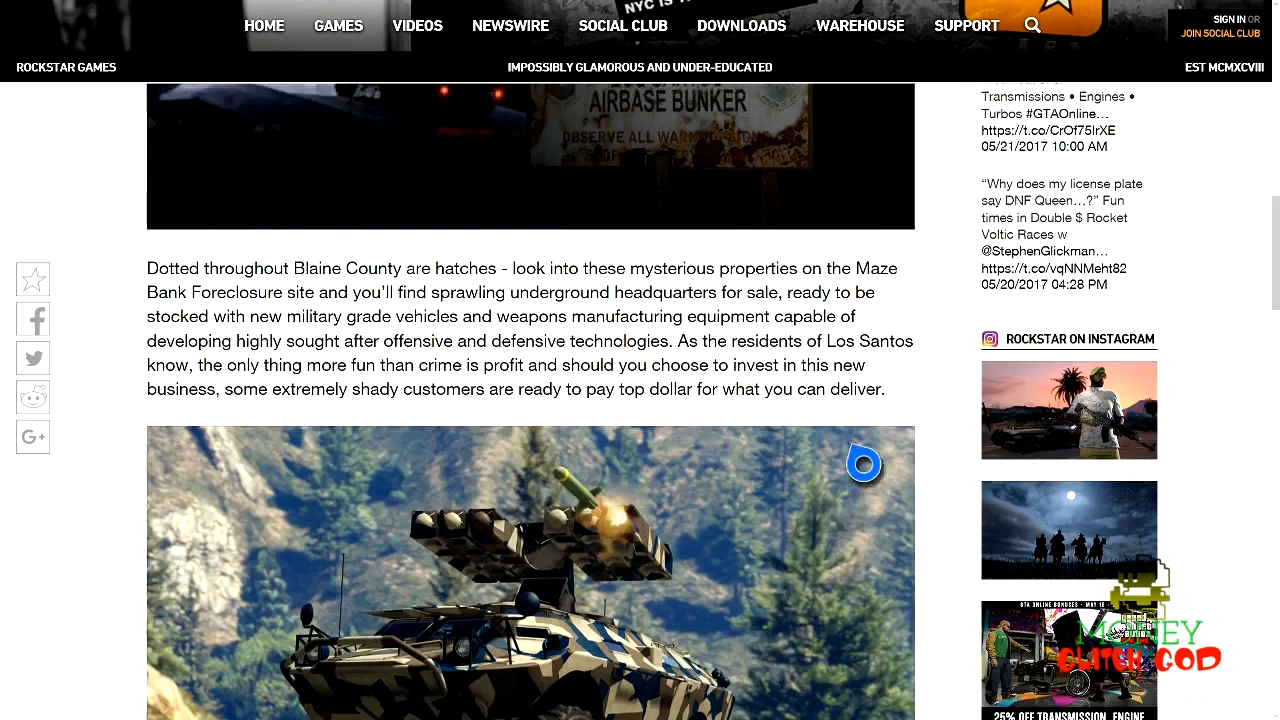 NYC IS
HOME GAMES VIDEOS NEWSWIRE SOCIAL CLUB DOWNLOADS WAREHOUSE SUPPORT
SIGN IN OR
JOIN SOCIAL CLUB
ROCKSTAR GAMES IMPOSSIBLY GLAMOROUS AND UNDER-EDUCATED EST MCMXCVIII
AIRBASE BUNKER
OBSERVE ALL WARNING SIGNS
Transmissions • Engines •
Turbos #GTAOnline…
https://t.co/CrOf75IrXE
05/21/2017 10:00 AM
“Why does my license plate
say DNF Queen…?” Fun
times in Double $ Rocket
Voltic Races w
@StephenGlickman…
https://t.co/vqNNMeht82
05/20/2017 04:28 PM
Dotted throughout Blaine County are hatches - look into these mysterious properties on the Maze
Bank Foreclosure site and you’ll find sprawling underground headquarters for sale, ready to be
stocked with new military grade vehicles and weapons manufacturing equipment capable of
developing highly sought after offensive and defensive technologies. As the residents of Los Santos
know, the only thing more fun than crime is profit and should you choose to invest in this new
business, some extremely shady customers are ready to pay top dollar for what you can deliver.
G+
ROCKSTAR ON INSTAGRAM
GTA ONLINE BONUSES - MAY 16
MONEY
GLITCH GOD
25% OFF TRANSMISSION, ENGINE